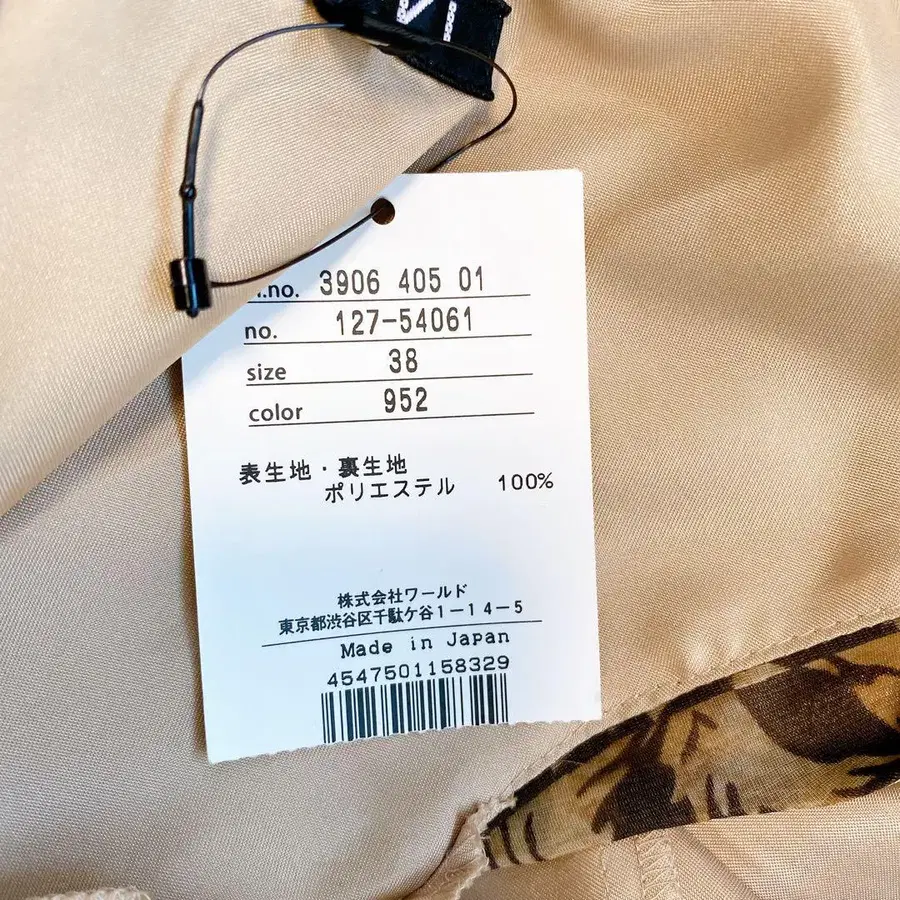 .no. 3906 405 01
no. 127-54061
size 38
color 952
表生地・裏生地
ポリエステル 100%
株式会社ワールド
東京都渋谷区千駄ケ谷1-14-5
Made in Japan
4547501158329